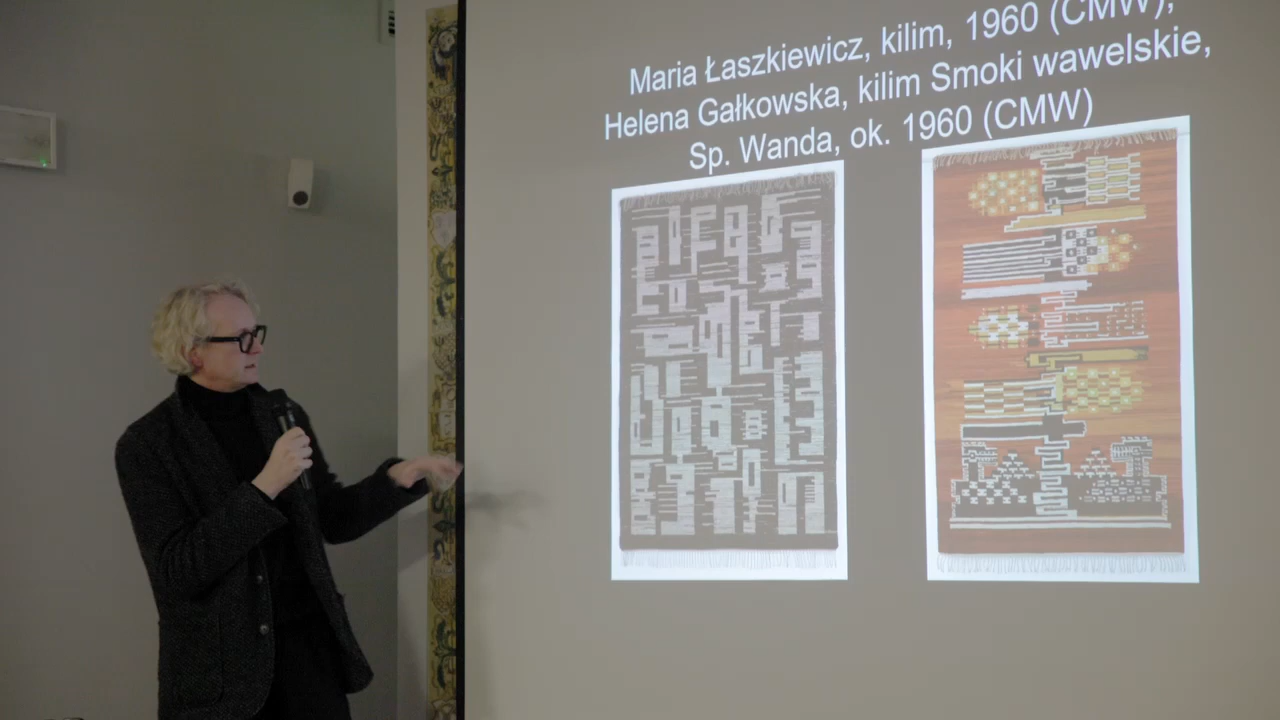 Maria Łaszkiewicz, kilim, 1960 (CMW),
Helena Gałkowska, kilim Smoki wawelskie,
Sp. Wanda, ok. 1960 (CMW)